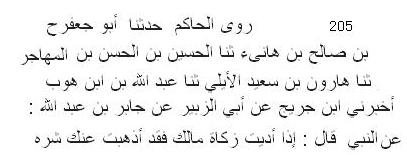 205 روى الحاكم حدثنا أبو جعفرح
بن صالح بن هانىء ثنا الحسين بن الحسن بن المهاجر
ثنا هارون بن سعيد الأيلي ثنا عبد الله بن ابن هوب
أخبرني ابن جريج عن أبي الزبير عن جابر بن عبد الله :
عن النبي قال : إذا أديت زكاة مالك فقد أذهبت عنك شره